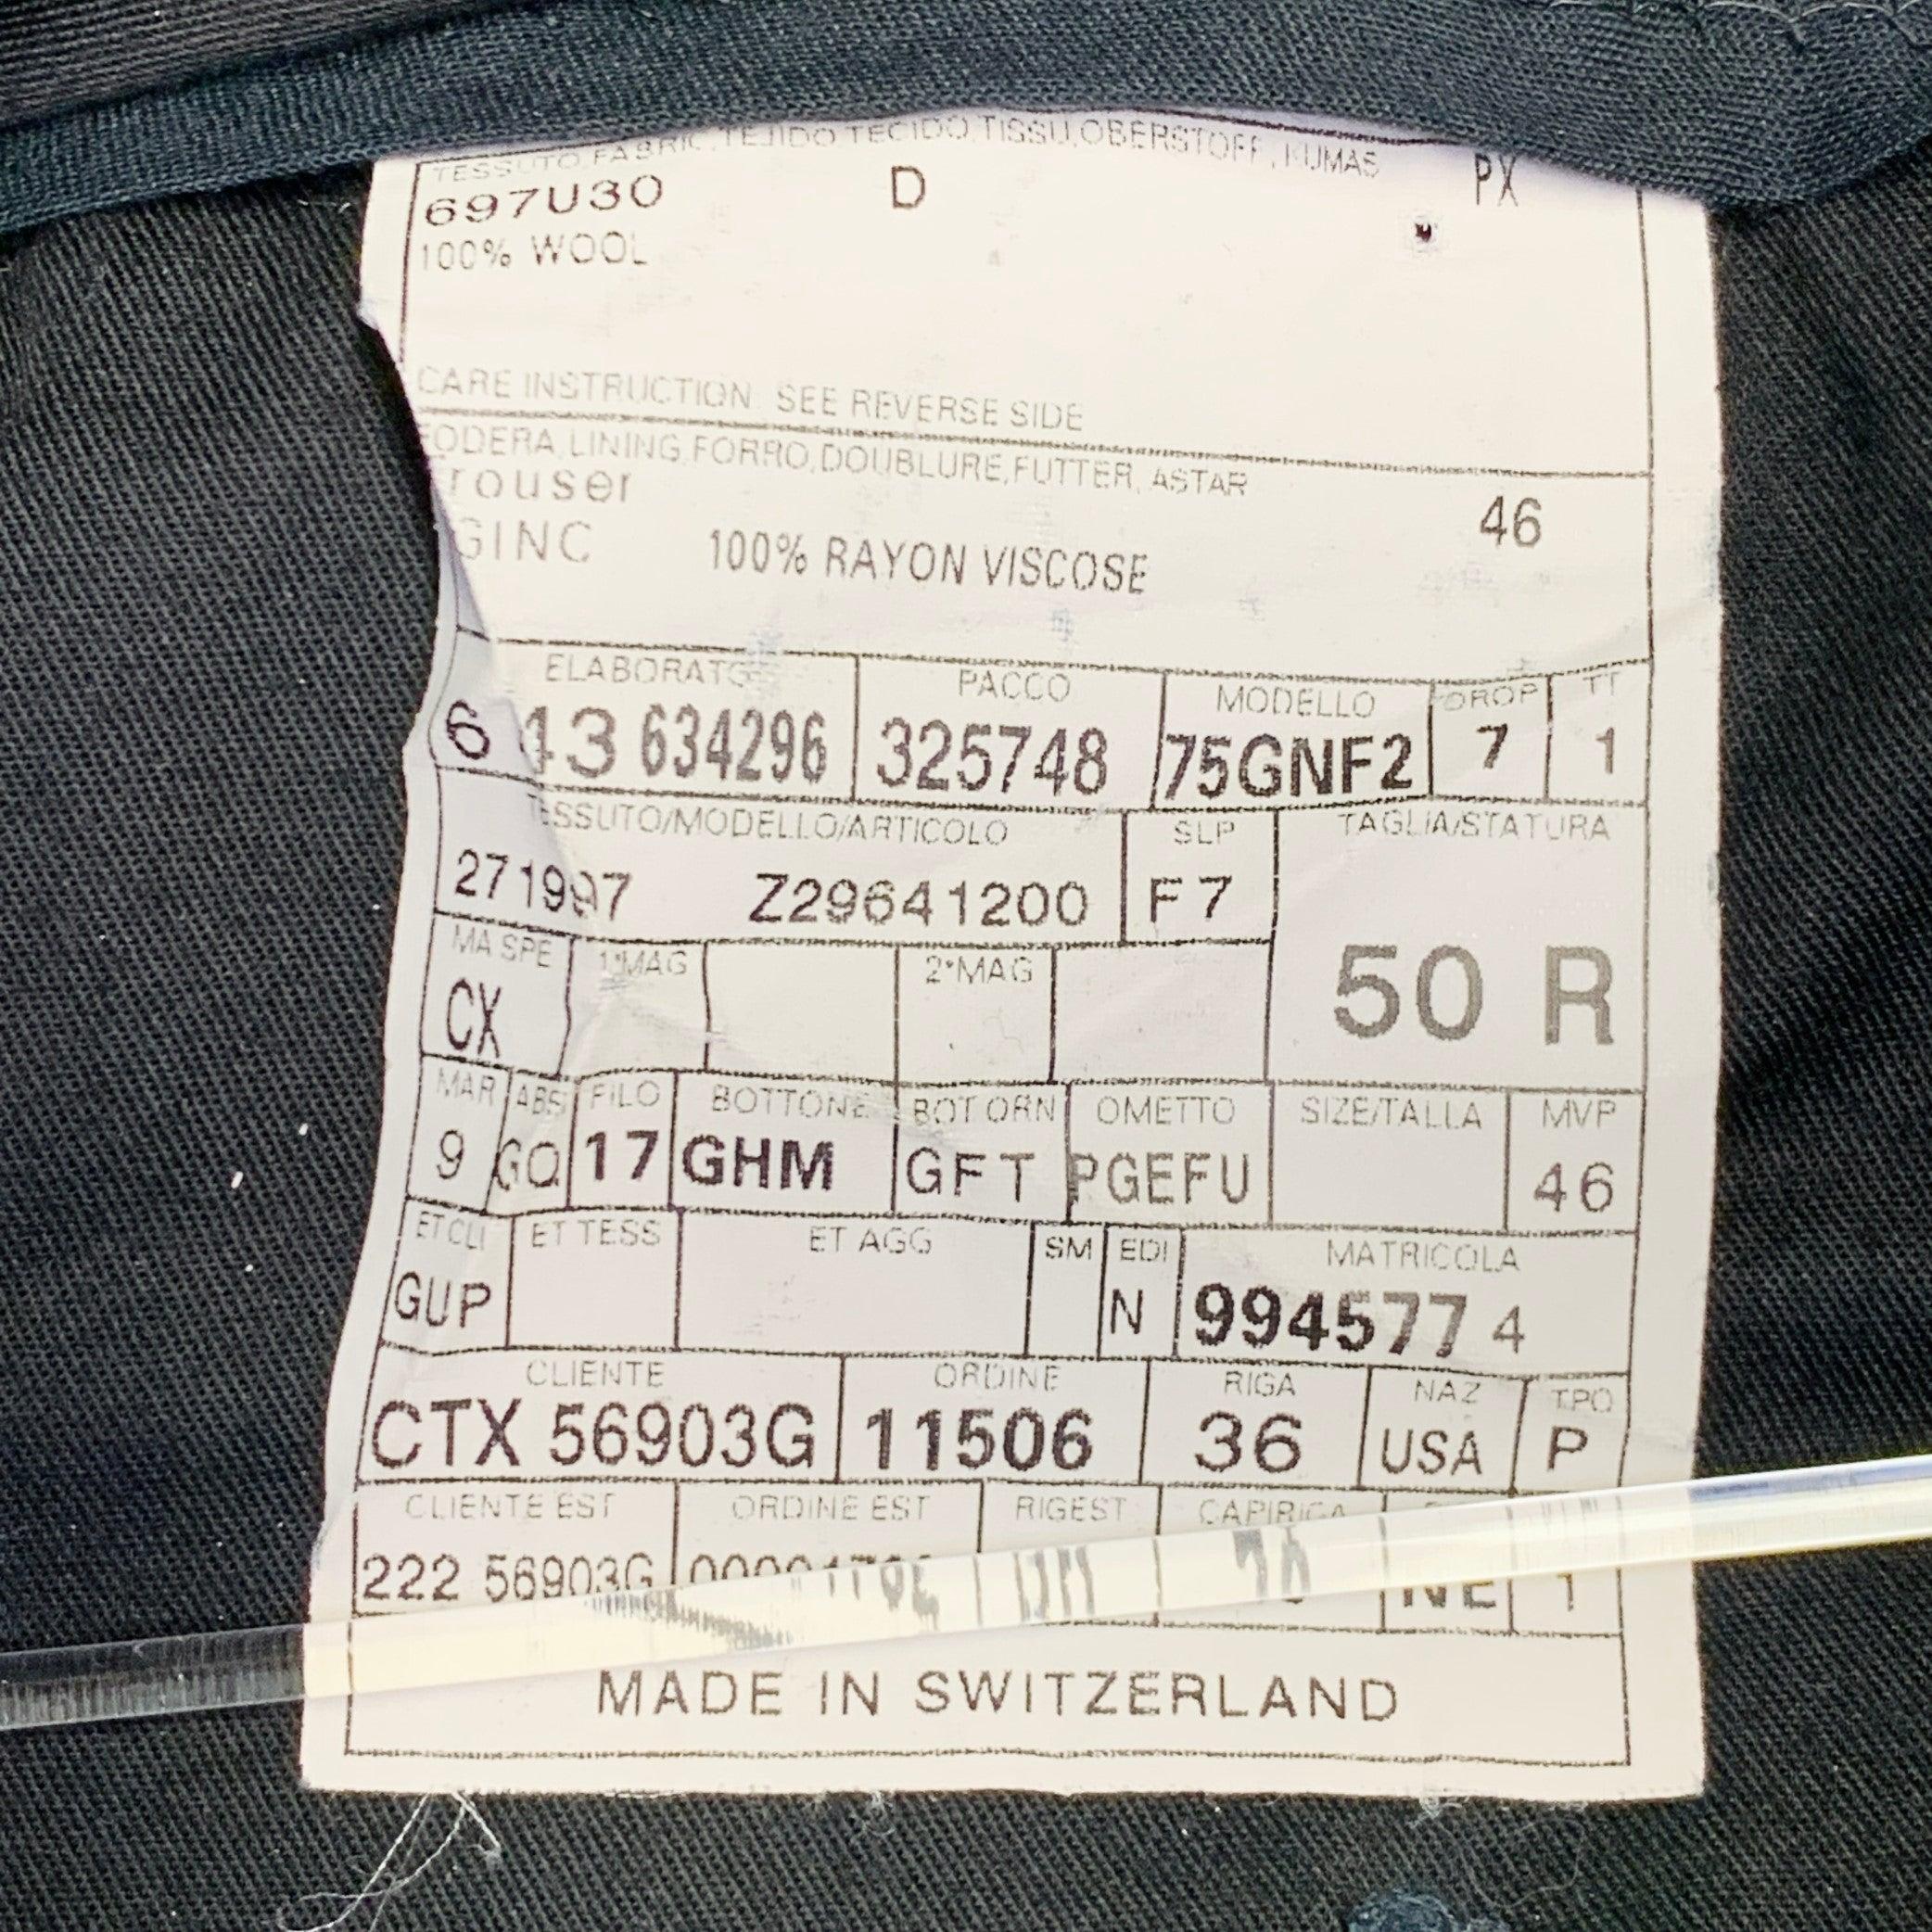 TESSUTO,FABRIC,TEJIDO,TECIDO,TISSU,OBERSTOFF, KUMAS
697U30 D PX
100% WOOL
CARE INSTRUCTION: SEE REVERSE SIDE
FODERA,LINING,FORRO,DOUBLURE,FUTTER, ASTAR
rouser 46
GINC 100% RAYON VISCOSE
ELABORATO PACCO MODELLO DROP TT
6 13 634296 325748 75GNF2 7 1
TESSUTO/MODELLO/ARTICOLO SLP TAGLIA/STATURA
271997 Z29641200 F7
MA SPE 1°MAG 2°MAG
CX 50 R
MAR ABS FILO BOTTONE BOT ORN OMETTO SIZE/TALLA MVP
9 GQ 17 GHM GFT PGEFU 46
ET CLI ET TESS ET AGG SM EDI MATRICOLA
GUP N 994577 4
CLIENTE ORDINE RIGA NAZ TPO
CTX 56903G 11506 36 USA P
CLIENTE EST ORDINE EST RIGEST CAPIRIGA
222 56903G NE 1
MADE IN SWITZERLAND